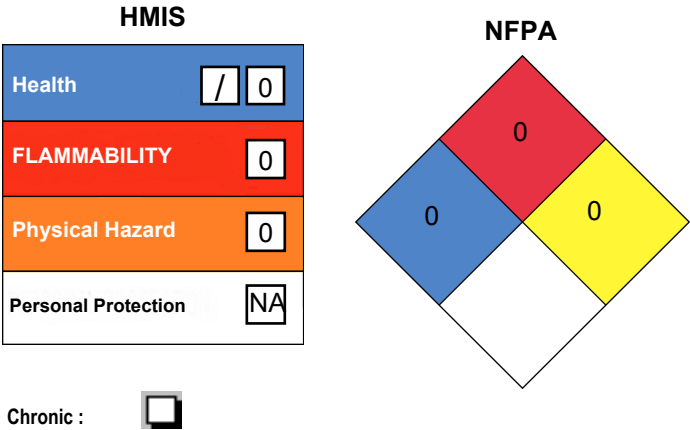 HMIS
Health / 0
FLAMMABILITY 0
Physical Hazard 0
Personal Protection NA
Chronic :
NFPA
0
0 0